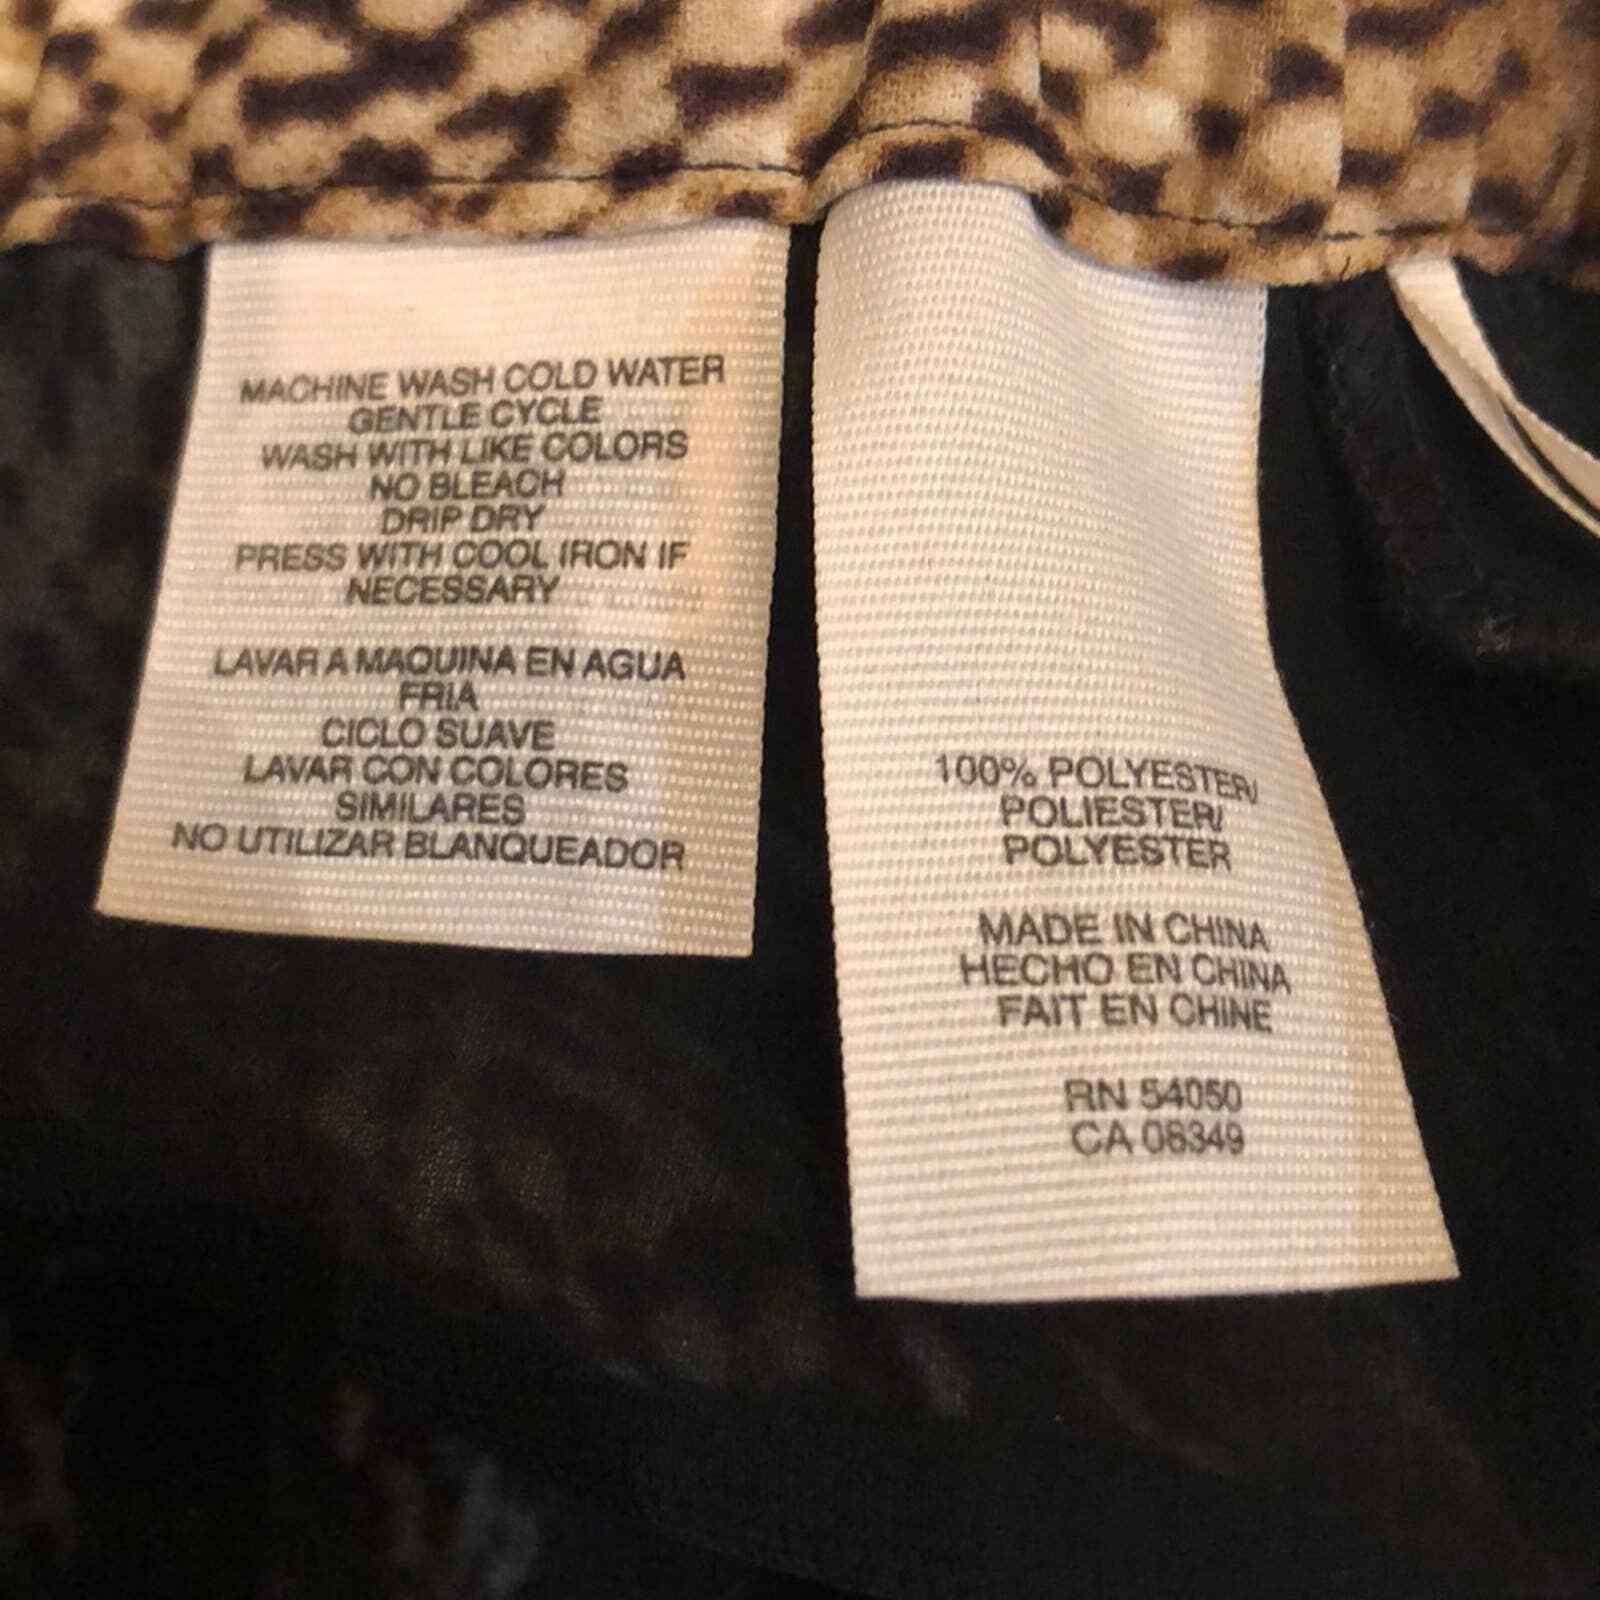 MACHINE WASH COLD WATER
GENTLE CYCLE
WASH WITH LIKE COLORS
NO BLEACH
DRIP DRY
PRESS WITH COOL IRON IF
NECESSARY
LAVAR A MAQUINA EN AGUA
FRIA
CICLO SUAVE
LAVAR CON COLORES
SIMILARES
NO UTILIZAR BLANQUEADOR
100% POLYESTER/
POLIESTER/
POLYESTER
MADE IN CHINA
HECHO EN CHINA
FAIT EN CHINE
RN 54050
CA 08349